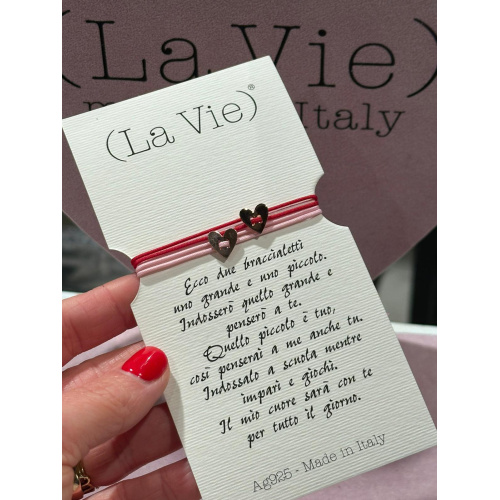 (La Vie)
Italy
(La Vie)®
Ecco due braccialetti
uno grande e uno piccolo.
Indosserò quello grande e
penserò a te.
Quello piccolo è tuo,
così penserai a me anche tu.
Indossalo a scuola mentre
impari e giochi.
Il mio cuore sarà con te
per tutto il giorno.
Ag925 - Made in Italy